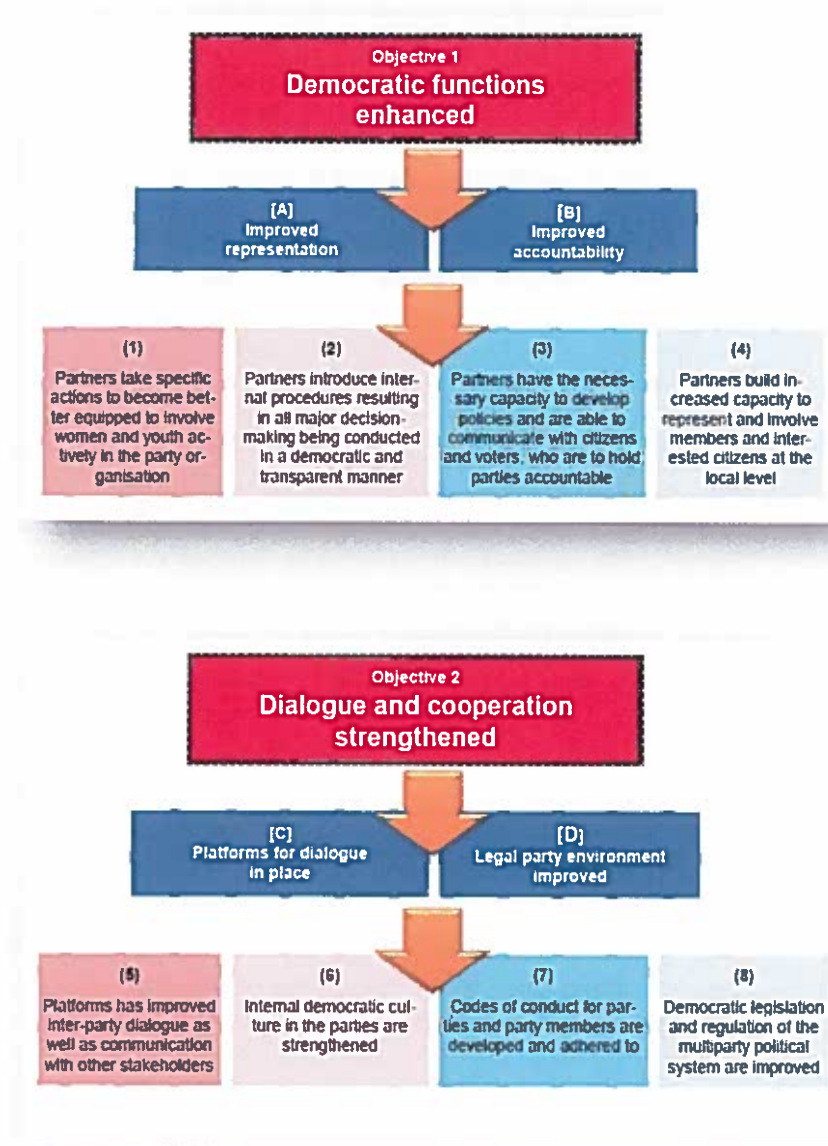 Objective 1
Democratic functions
enhanced
[A]
Improved
representation
[B]
Improved
accountability
(1)
Partners take specific
actions to become bet-
ter equipped to involve
women and youth ac-
tively in the party or-
ganisation
(2)
Partners introduce inter-
nal procedures resulting
in all major decision-
making being conducted
in a democratic and
transparent manner
(3)
Partners have the neces-
sary capacity to develop
policies and are able to
communicate with citizens
and voters, who are to hold
parties accountable
(4)
Partners build in-
creased capacity to
represent and involve
members and inter-
ested citizens at the
local level
Objective 2
Dialogue and cooperation
strengthened
[C]
Platforms for dialogue
in place
[D]
Legal party environment
improved
(5)
Platforms has improved
inter-party dialogue as
well as communication
with other stakeholders
(6)
Internal democratic cul-
ture in the parties are
strengthened
(7)
Codes of conduct for par-
ties and party members are
developed and adhered to
(8)
Democratic legislation
and regulation of the
multiparty political
system are improved